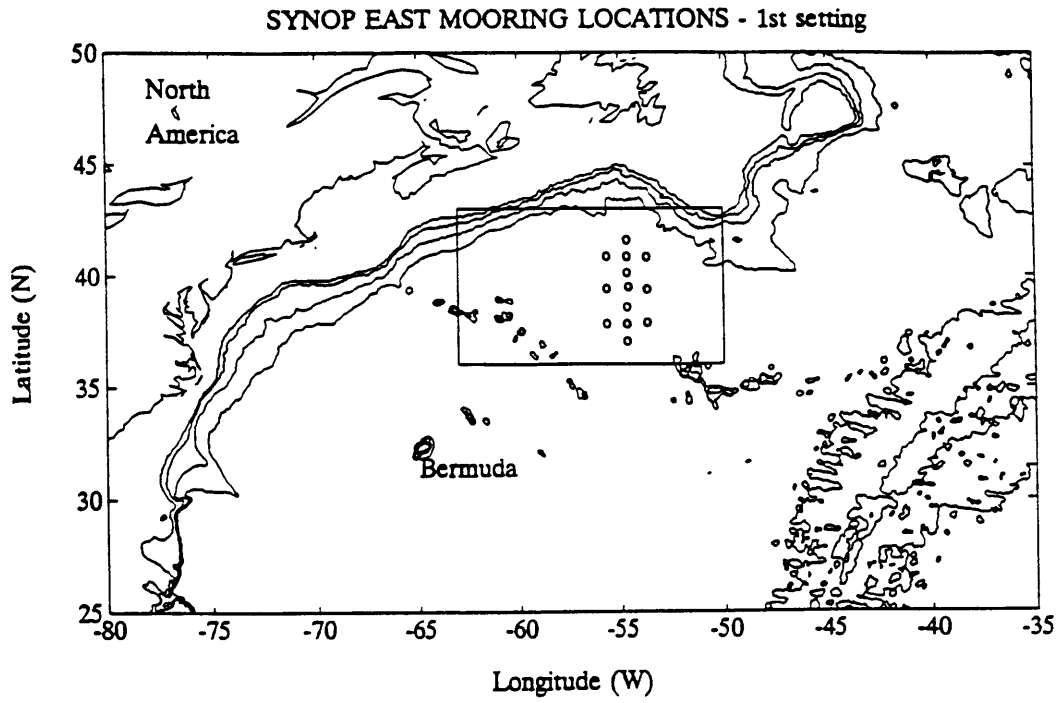 SYNOP EAST MOORING LOCATIONS - 1st setting
50
North
America
45
40
Latitude (N)
35
Bermuda
30
25
-80 -75 -70 -65 -60 -55 -50 -45 -40 -35
Longitude (W)